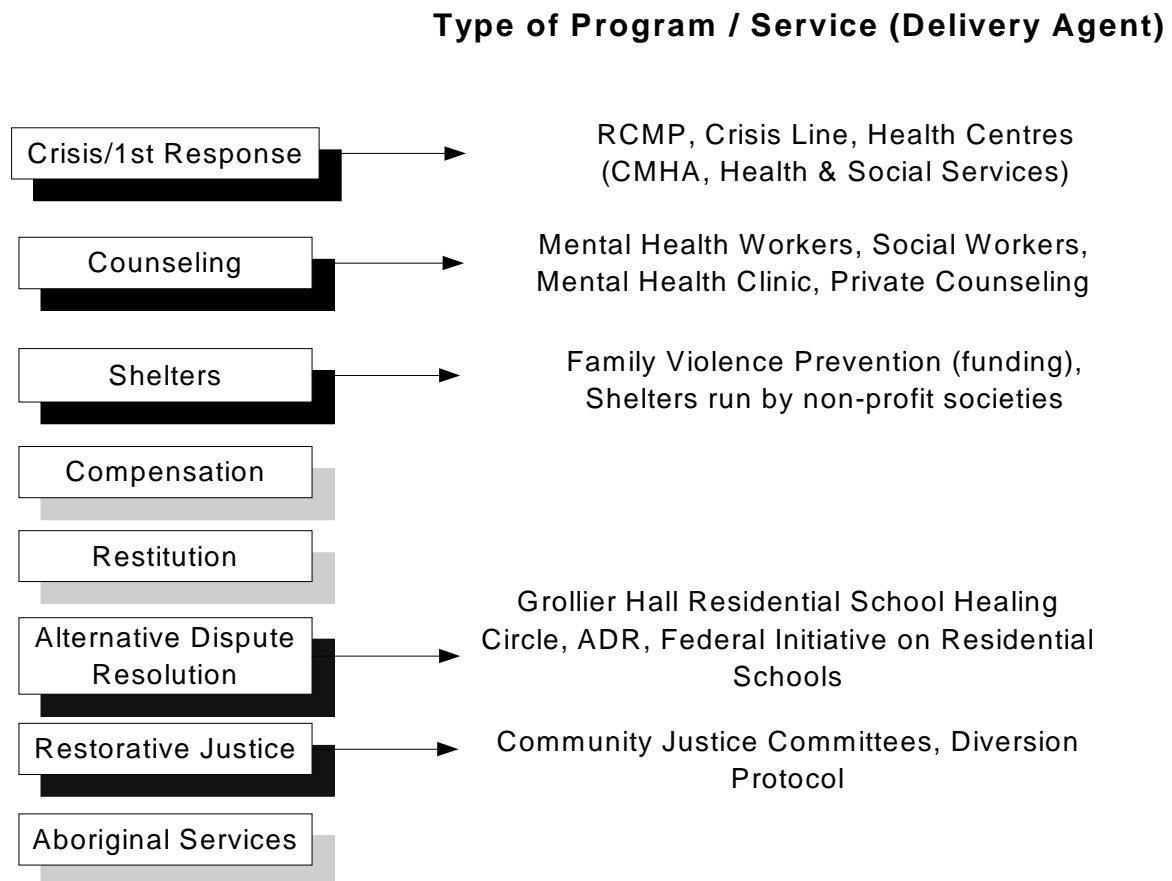 Type of Program / Service (Delivery Agent)
Crisis/1st Response
RCMP, Crisis Line, Health Centres
(CMHA, Health & Social Services)
Counseling
Mental Health Workers, Social Workers,
Mental Health Clinic, Private Counseling
Shelters
Family Violence Prevention (funding),
Shelters run by non-profit societies
Compensation
Restitution
Alternative Dispute
Resolution
Grollier Hall Residential School Healing
Circle, ADR, Federal Initiative on Residential
Schools
Restorative Justice
Community Justice Committees, Diversion
Protocol
Aboriginal Services